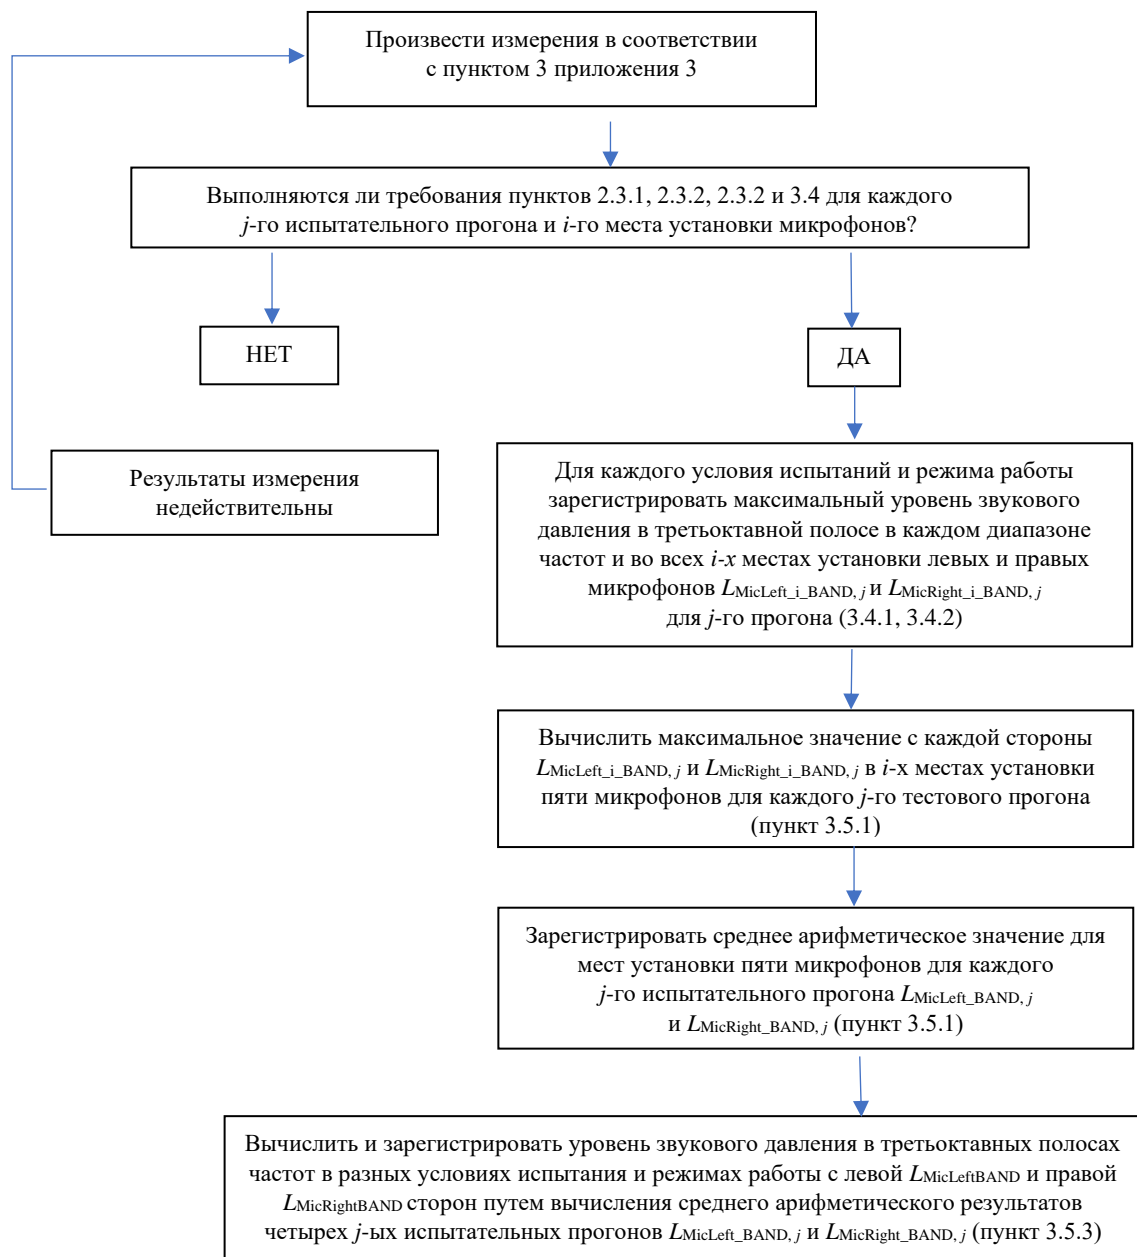 Произвести измерения в соответствии
с пунктом 3 приложения 3
Выполняются ли требования пунктов 2.3.1, 2.3.2, 2.3.2 и 3.4 для каждого
j-го испытательного прогона и i-го места установки микрофонов?
НЕТ
ДА
Результаты измерения
недействительны
Для каждого условия испытаний и режима работы
зарегистрировать максимальный уровень звукового
давления в третьоктавной полосе в каждом диапазоне
частот и во всех i-х местах установки левых и правых
микрофонов LMicLeft_i_BAND, j и LMicRight_i_BAND, j
для j-го прогона (3.4.1, 3.4.2)
Вычислить максимальное значение с каждой стороны
LMicLeft_i_BAND, j и LMicRight_i_BAND, j в i-х местах установки
пяти микрофонов для каждого j-го тестового прогона
(пункт 3.5.1)
Зарегистрировать среднее арифметическое значение для
мест установки пяти микрофонов для каждого
j-го испытательного прогона LMicLeft_BAND, j
и LMicRight_BAND, j (пункт 3.5.1)
Вычислить и зарегистрировать уровень звукового давления в третьоктавных полосах
частот в разных условиях испытания и режимах работы с левой LMicLeftBAND и правой
LMicRightBAND сторон путем вычисления среднего арифметического результатов
четырех j-ых испытательных прогонов LMicLeft_BAND, j и LMicRight_BAND, j (пункт 3.5.3)